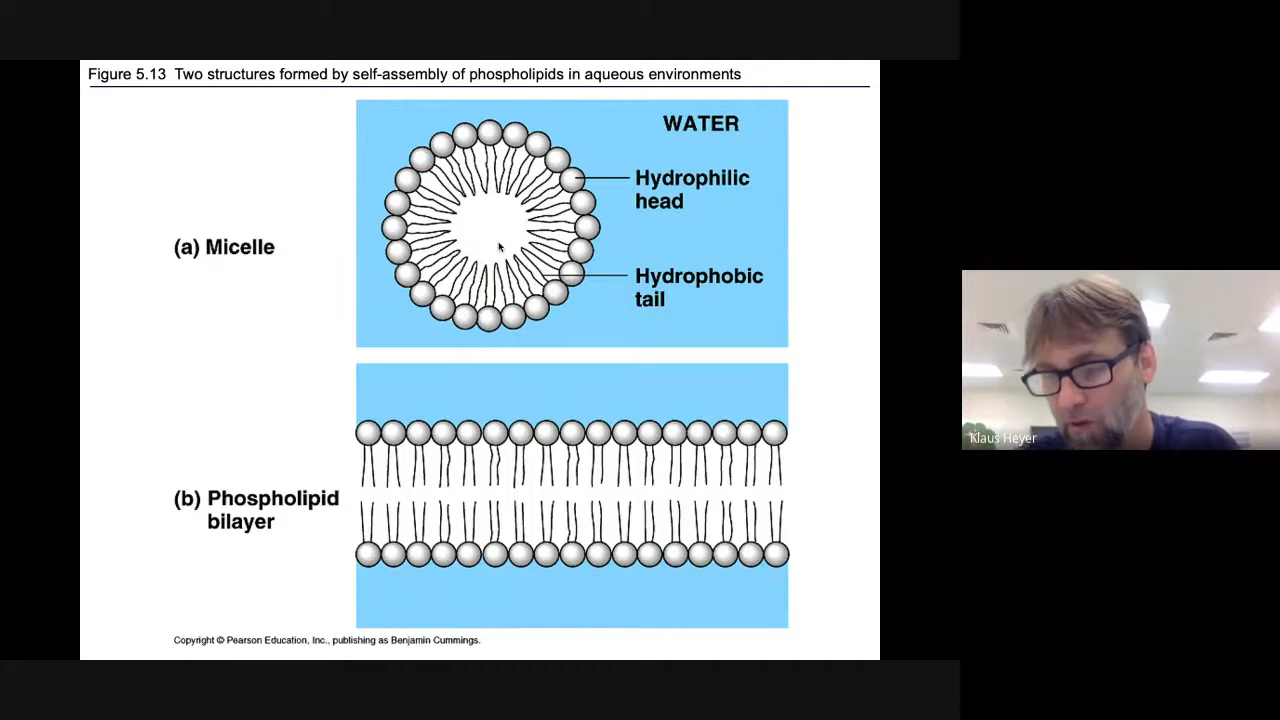 Figure 5.13 Two structures formed by self-assembly of phospholipids in aqueous environments
WATER
Hydrophilic
head
(a) Micelle
Hydrophobic
tail
(b) Phospholipid
bilayer
Klaus Heyer
Copyright © Pearson Education, Inc., publishing as Benjamin Cummings.